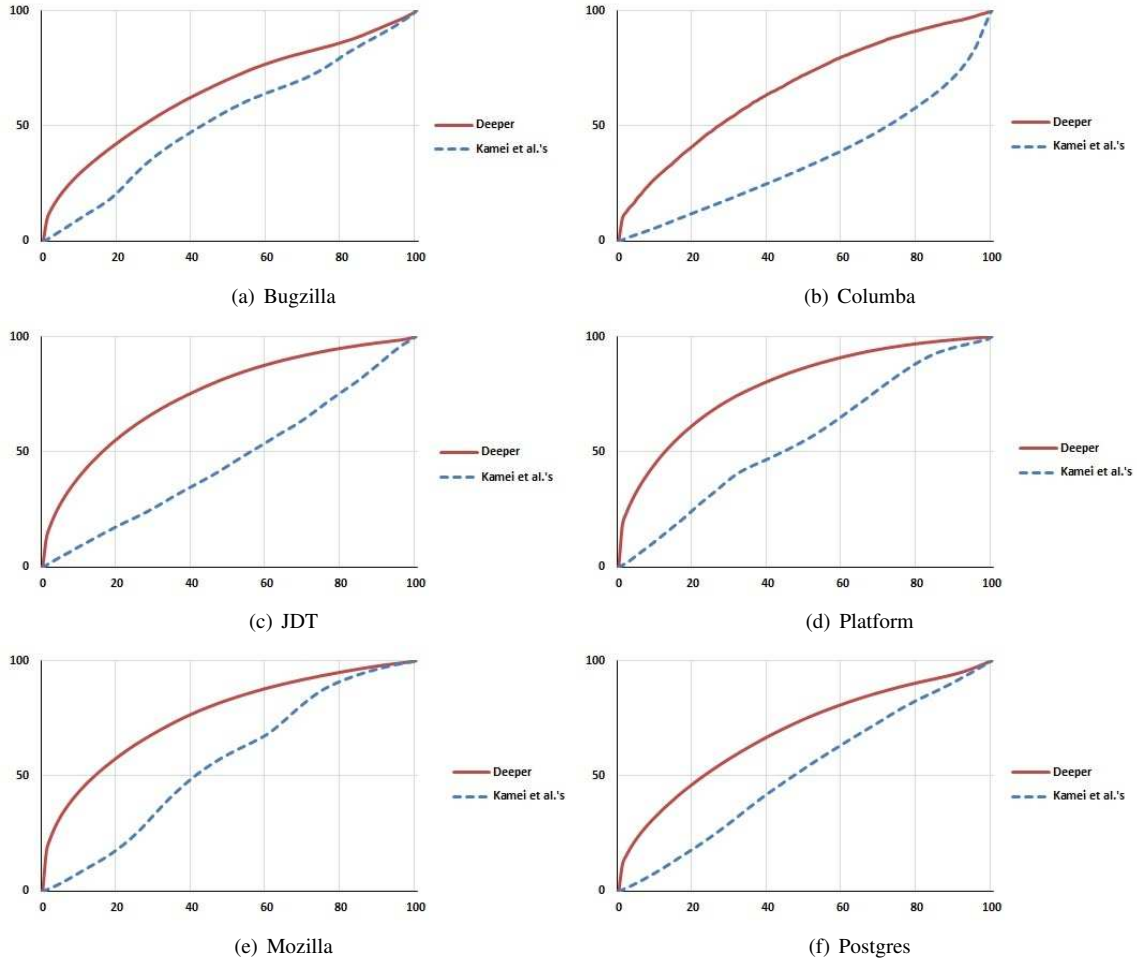 100
50
0
0 20 40 60 80 100
Deeper
Kamei et al.'s
(a) Bugzilla
100
50
0
0 20 40 60 80 100
Deeper
Kamei et al.'s
(b) Columba
100
50
0
0 20 40 60 80 100
Deeper
Kamei et al.'s
(c) JDT
100
50
0
0 20 40 60 80 100
Deeper
Kamei et al.'s
(d) Platform
100
50
0
0 20 40 60 80 100
Deeper
Kamei et al.'s
(e) Mozilla
100
50
0
0 20 40 60 80 100
Deeper
Kamei et al.'s
(f) Postgres